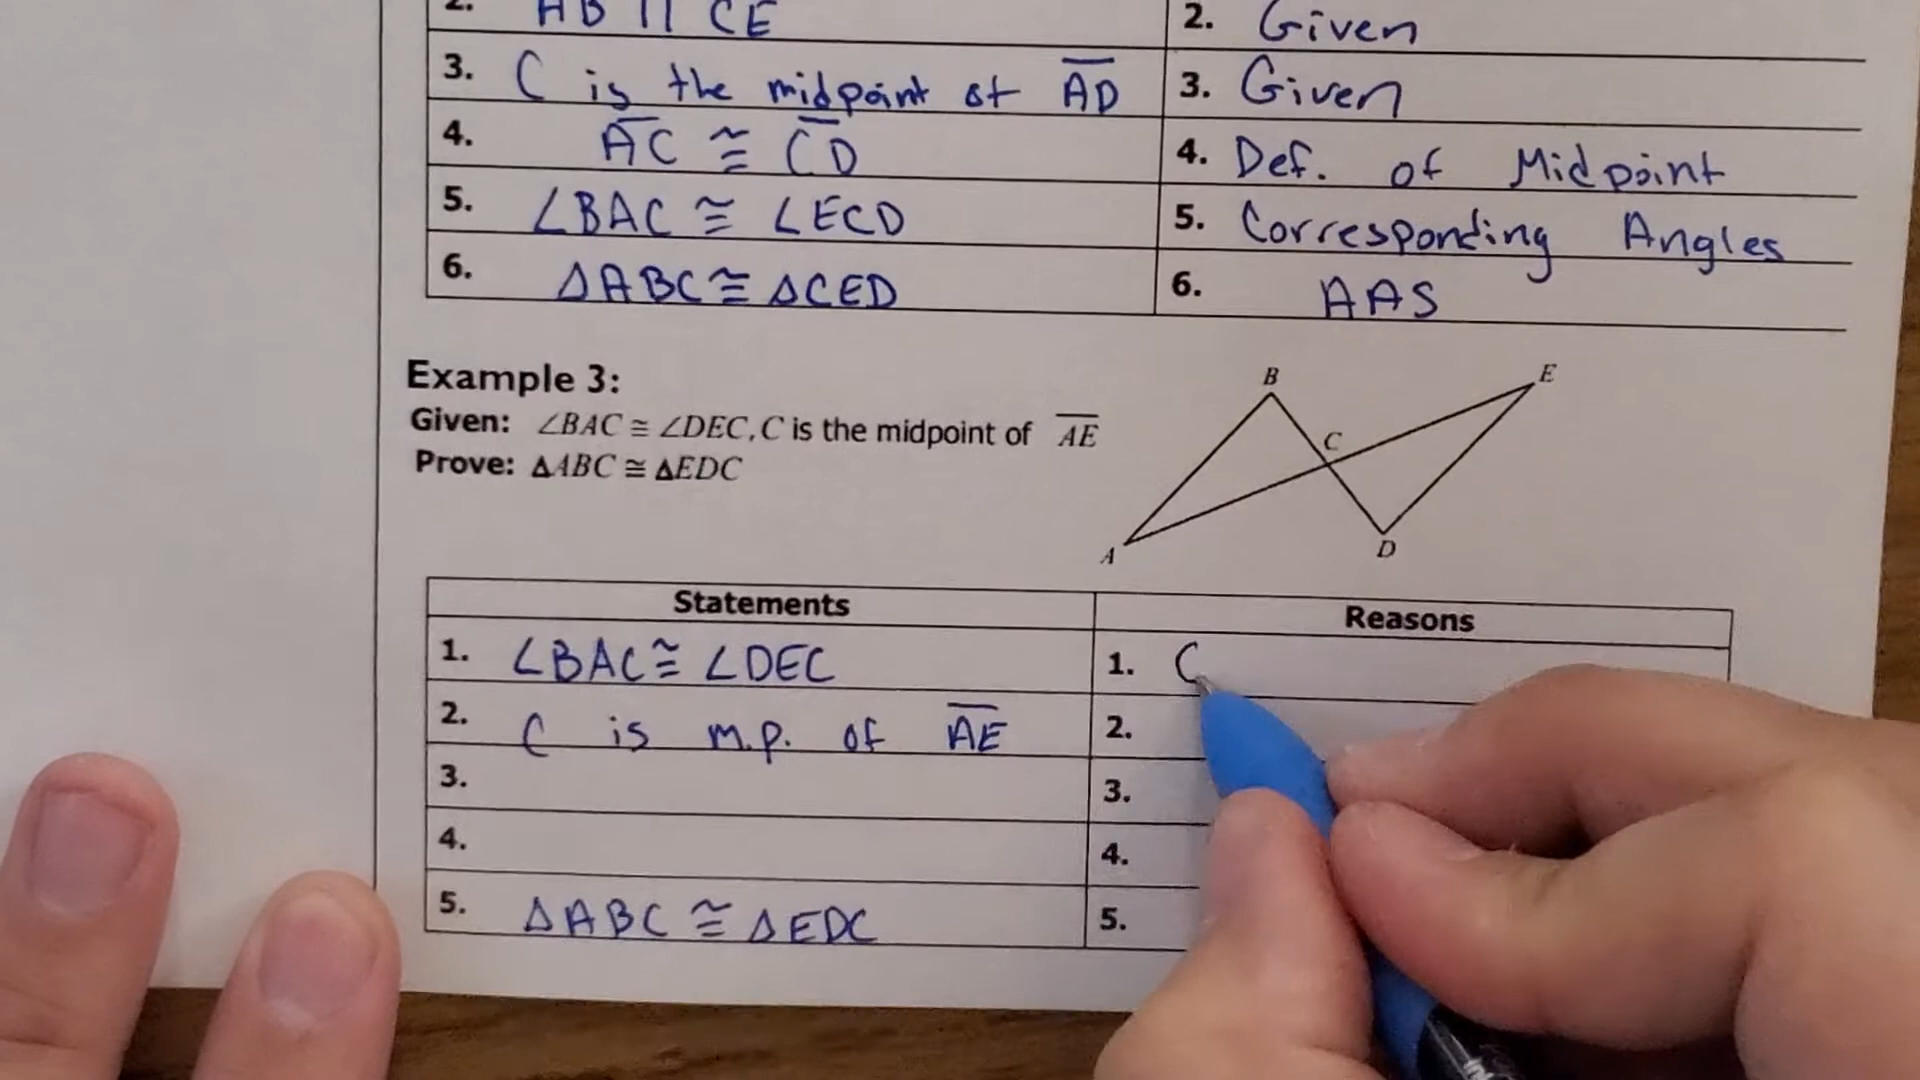 2. AB || CE 2. Given
3. C is the midpoint of AD 3. Given
4. AC ≅ CD 4. Def. of Midpoint
5. ∠BAC ≅ ∠ECD 5. Corresponding Angles
6. ΔABC ≅ ΔCED 6. AAS
Example 3:
Given: ∠BAC ≅ ∠DEC, C is the midpoint of AE
Prove: ΔABC ≅ ΔEDC
B
E
C
A
D
Statements Reasons
1. ∠BAC ≅ ∠DEC 1. G
2. C is m.p. of AE 2.
3. 3.
4. 4.
5. ΔABC ≅ ΔEDC 5.